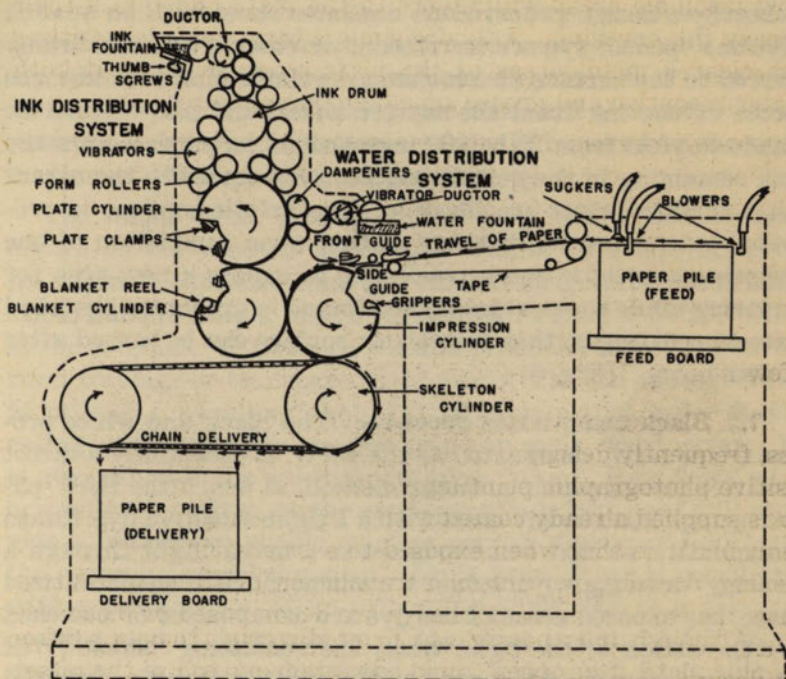 DUCTOR
INK
FOUNTAIN
THUMB
SCREWS
INK DISTRIBUTION
SYSTEM
INK DRUM
VIBRATORS
FORM ROLLERS
PLATE CYLINDER
PLATE CLAMPS
BLANKET REEL
BLANKET CYLINDER
WATER DISTRIBUTION
SYSTEM
DAMPENERS
VIBRATOR
DUCTOR
WATER FOUNTAIN
FRONT GUIDE
TRAVEL OF PAPER
SIDE
GUIDE
TAPE
GRIPPERS
IMPRESSION
CYLINDER
SUCKERS
BLOWERS
PAPER PILE
(FEED)
FEED BOARD
SKELETON
CYLINDER
CHAIN DELIVERY
PAPER PILE
(DELIVERY)
DELIVERY BOARD